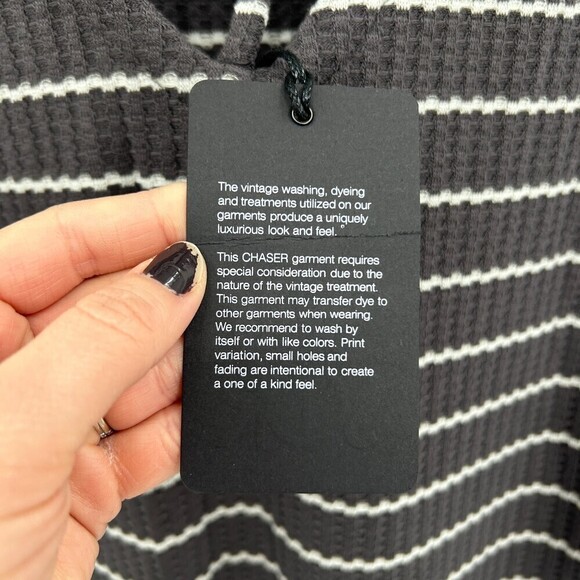 The vintage washing, dyeing
and treatments utilized on our
garments produce a uniquely
luxurious look and feel.
This CHASER garment requires
special consideration due to the
nature of the vintage treatment.
This garment may transfer dye to
other garments when wearing.
We recommend to wash by
itself or with like colors. Print
variation, small holes and
fading are intentional to create
a one of a kind feel.